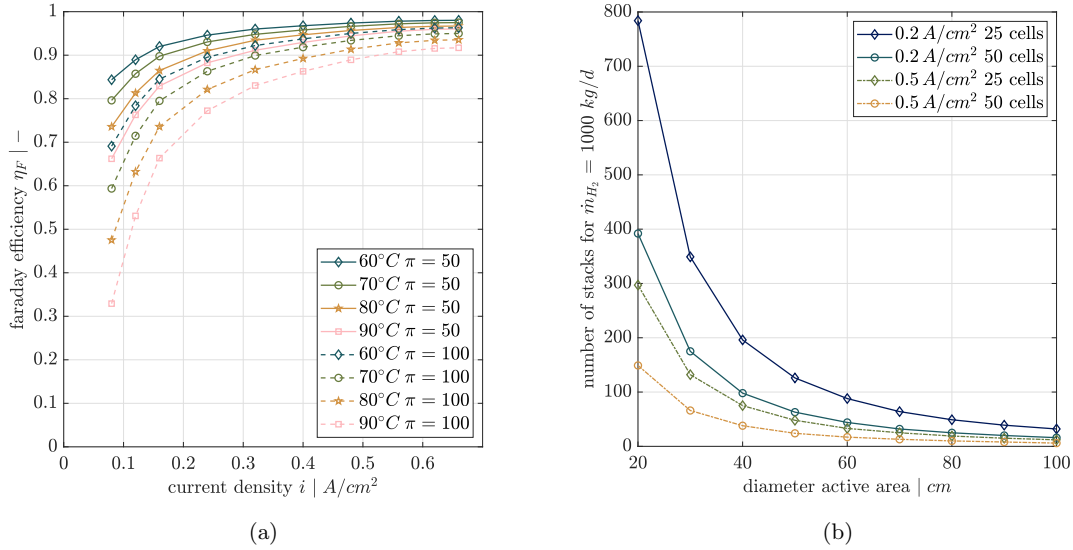 faraday efficiency η_F | −
1
0.9
0.8
0.7
0.6
0.5
0.4
0.3
0.2
0.1
0
0 0.1 0.2 0.3 0.4 0.5 0.6
current density i | A/cm²
60°C π = 50
70°C π = 50
80°C π = 50
90°C π = 50
60°C π = 100
70°C π = 100
80°C π = 100
90°C π = 100
(a)
number of stacks for ṁ_H₂ = 1000 kg/d
800
700
600
500
400
300
200
100
0
20 40 60 80 100
diameter active area | cm
0.2 A/cm² 25 cells
0.2 A/cm² 50 cells
0.5 A/cm² 25 cells
0.5 A/cm² 50 cells
(b)